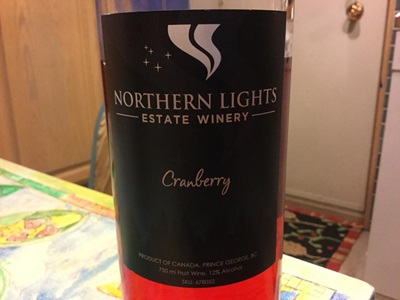 NORTHERN LIGHTS
ESTATE WINERY
Cranberry
PRODUCT OF CANADA, PRINCE GEORGE, BC
750 ml Fruit Wine 12% Alcohol